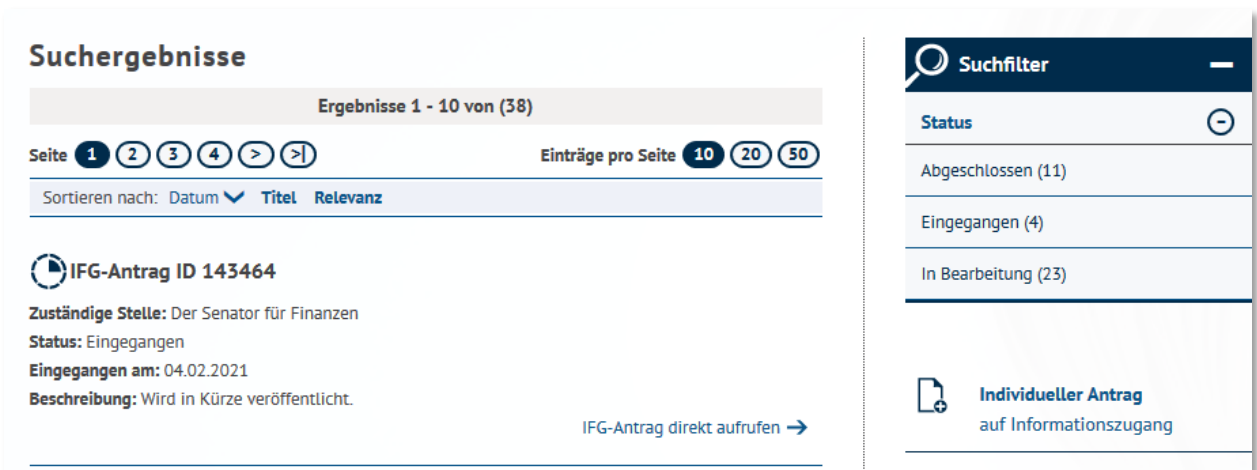 Suchergebnisse
Ergebnisse 1 - 10 von (38)
Seite 1 2 3 4 > >|
Einträge pro Seite 10 20 50
Sortieren nach: Datum Titel Relevanz
IFG-Antrag ID 143464
Zuständige Stelle: Der Senator für Finanzen
Status: Eingegangen
Eingegangen am: 04.02.2021
Beschreibung: Wird in Kürze veröffentlicht.
IFG-Antrag direkt aufrufen →
Suchfilter
Status
Abgeschlossen (11)
Eingegangen (4)
In Bearbeitung (23)
Individueller Antrag
auf Informationszugang